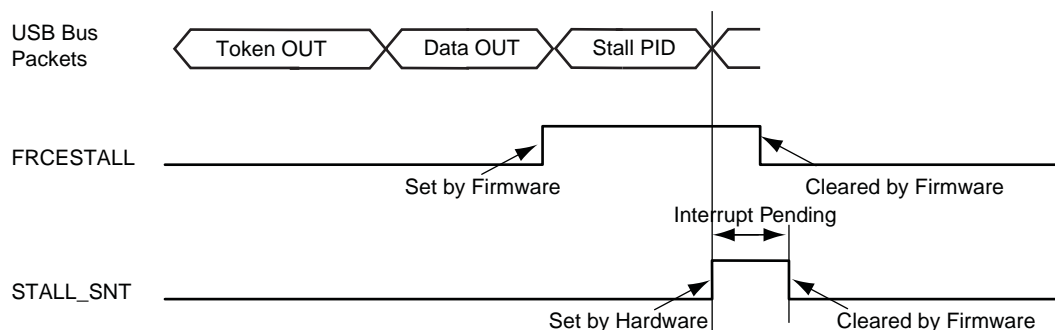 USB Bus
Packets
Token OUT
Data OUT
Stall PID
FRCESTALL
Set by Firmware
Cleared by Firmware
Interrupt Pending
STALL_SNT
Set by Hardware
Cleared by Firmware